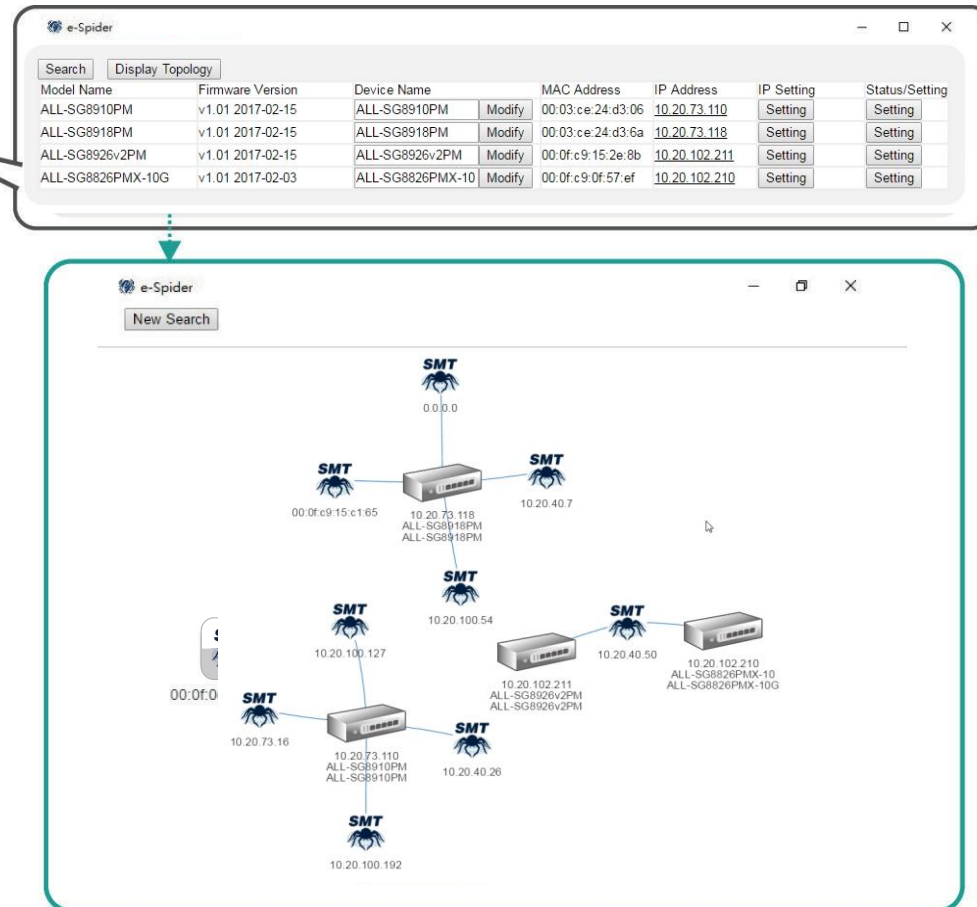 e-Spider
Search Display Topology
Model Name Firmware Version Device Name MAC Address IP Address IP Setting Status/Setting
ALL-SG8910PM v1.01 2017-02-15 ALL-SG8910PM Modify 00:03:ce:24:d3:06 10.20.73.110 Setting Setting
ALL-SG8918PM v1.01 2017-02-15 ALL-SG8918PM Modify 00:03:ce:24:d3:6a 10.20.73.118 Setting Setting
ALL-SG8926v2PM v1.01 2017-02-15 ALL-SG8926v2PM Modify 00:0f:c9:15:2e:8b 10.20.102.211 Setting Setting
ALL-SG8826PMX-10G v1.01 2017-02-03 ALL-SG8826PMX-10 Modify 00:0f:c9:0f:57:ef 10.20.102.210 Setting Setting
e-Spider
New Search
SMT
0.0.0.0
SMT
00:0f:c9:15:c1:65
10.20.73.118
ALL-SG8918PM
ALL-SG8918PM
SMT
10.20.40.7
SMT
10.20.100.54
SMT
10.20.100.127
10.20.102.211
ALL-SG8926v2PM
ALL-SG8926v2PM
SMT
10.20.40.50
10.20.102.210
ALL-SG8826PMX-10
ALL-SG8826PMX-10G
SMT
10.20.73.16
10.20.73.110
ALL-SG8910PM
ALL-SG8910PM
SMT
10.20.40.26
SMT
10.20.100.192